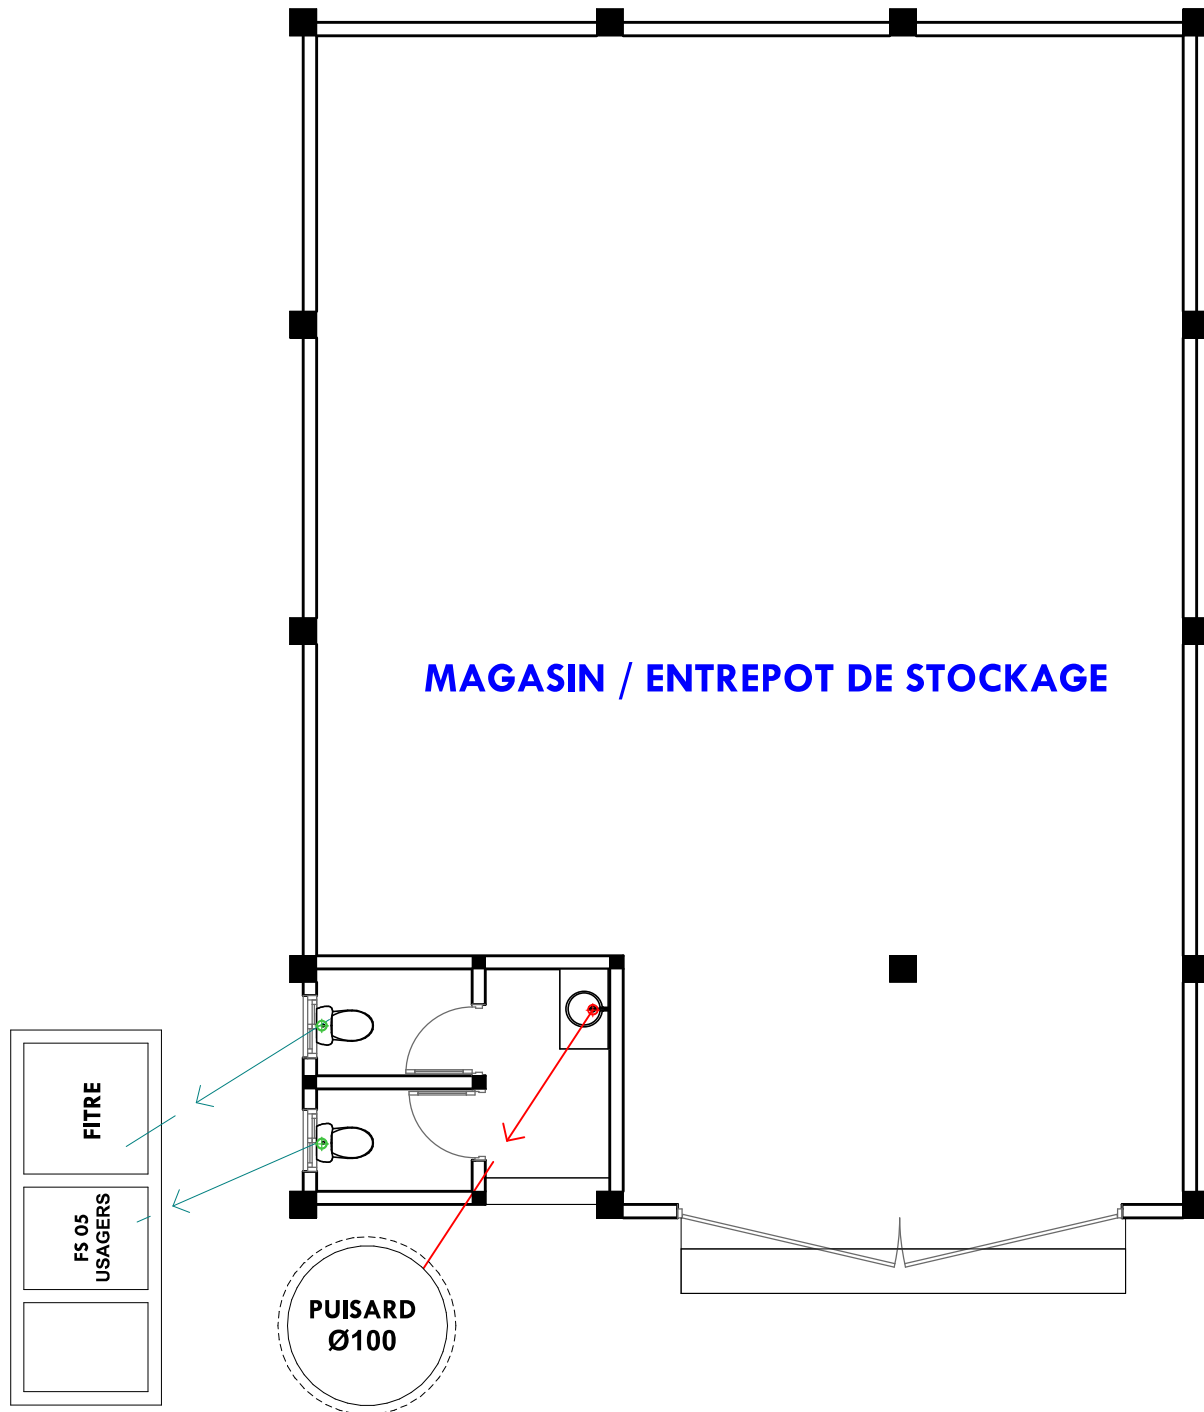 MAGASIN / ENTREPOT DE STOCKAGE
FITRE
FS 05
USAGERS
PUISARD
Ø100